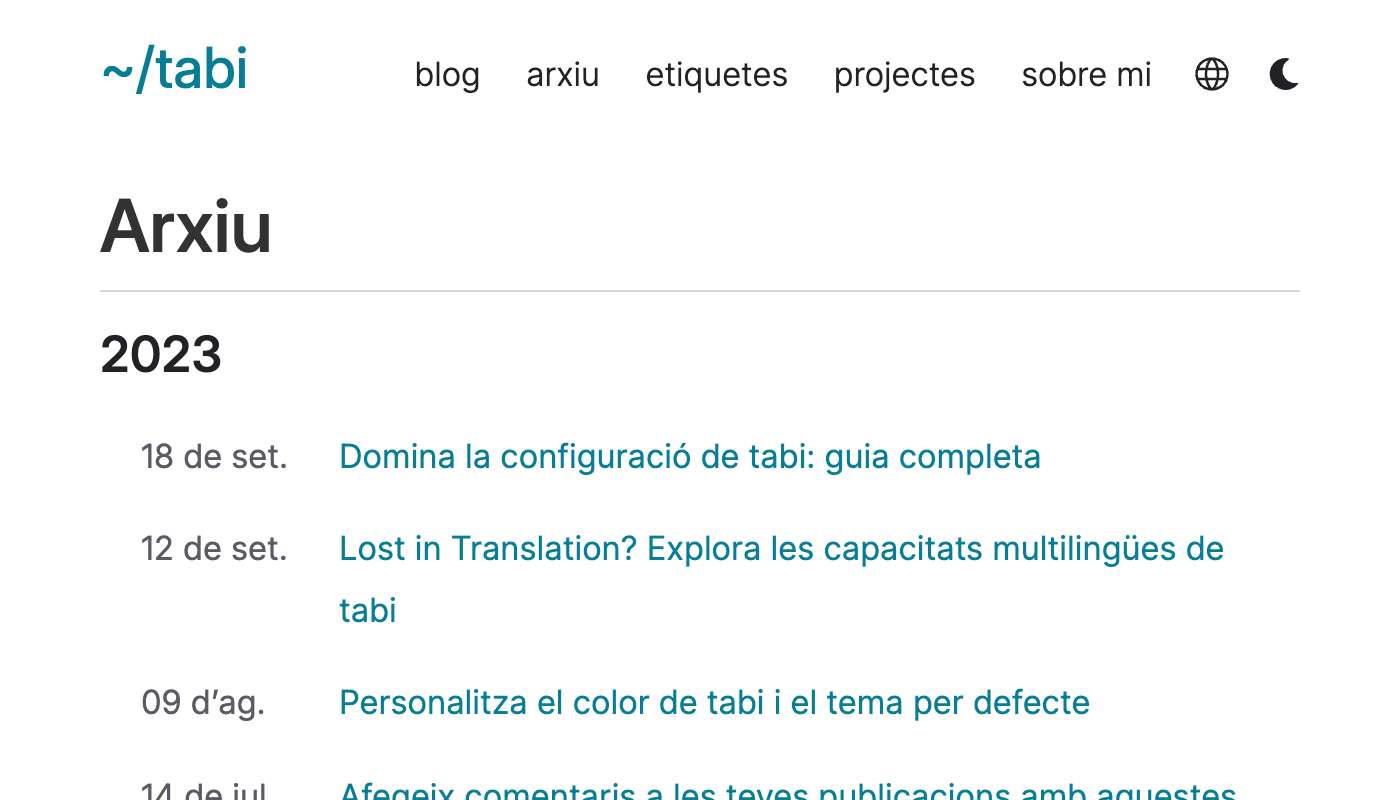 ~/tabi blog arxiu etiquetes projectes sobre mi
Arxiu
2023
18 de set. Domina la configuració de tabi: guia completa
12 de set. Lost in Translation? Explora les capacitats multilingües de
tabi
09 d’ag. Personalitza el color de tabi i el tema per defecte
14 de jul. Afegeix comentaris a les teves publicacions amb aquestes